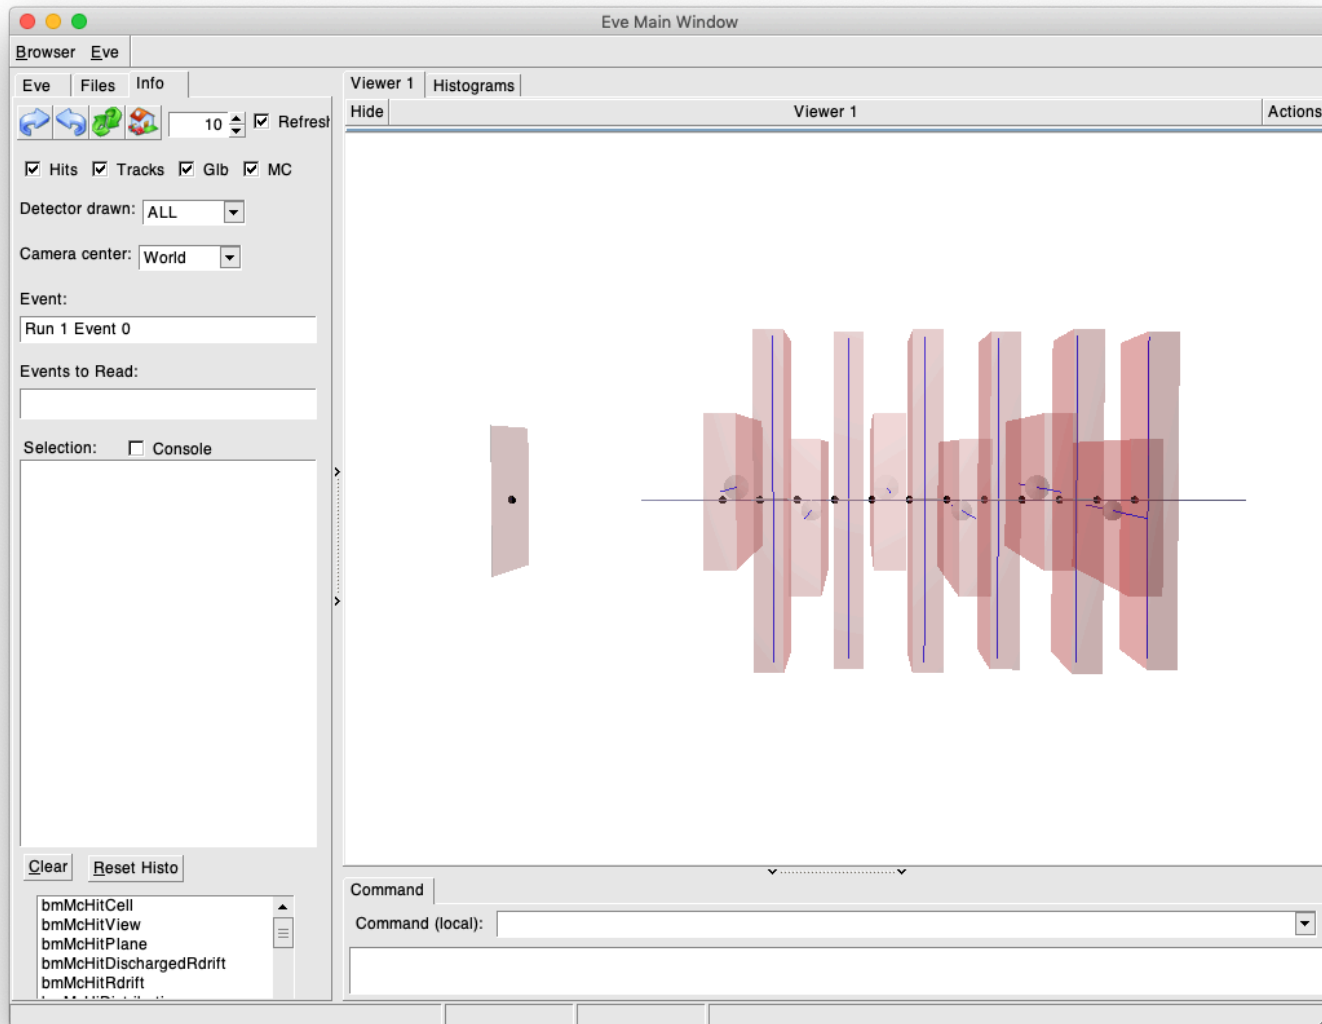 Eve Main Window
Browser Eve
Eve Files Info
Viewer 1 Histograms
Hide Viewer 1 Actions
10 Refresh
Hits Tracks Glb MC
Detector drawn: ALL
Camera center: World
Event:
Run 1 Event 0
Events to Read:
Selection: Console
Clear Reset Histo
bmMcHitCell
bmMcHitView
bmMcHitPlane
bmMcHitDischargedRdrift
bmMcHitRdrift
Command
Command (local):